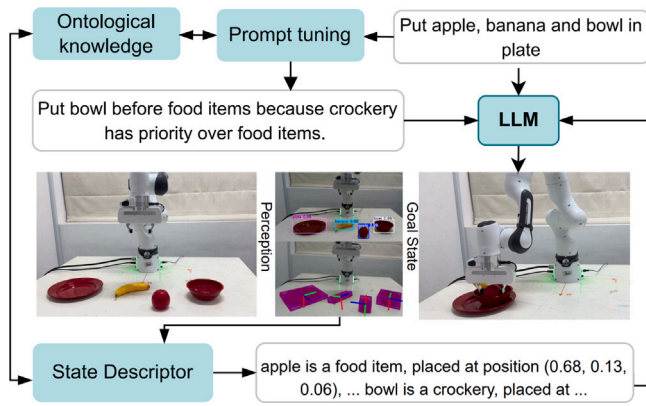 Ontological
knowledge
Prompt tuning
Put apple, banana and bowl in
plate
Put bowl before food items because crockery
has priority over food items.
LLM
Perception
Goal State
State Descriptor
apple is a food item, placed at position (0.68, 0.13,
0.06), ... bowl is a crockery, placed at ...